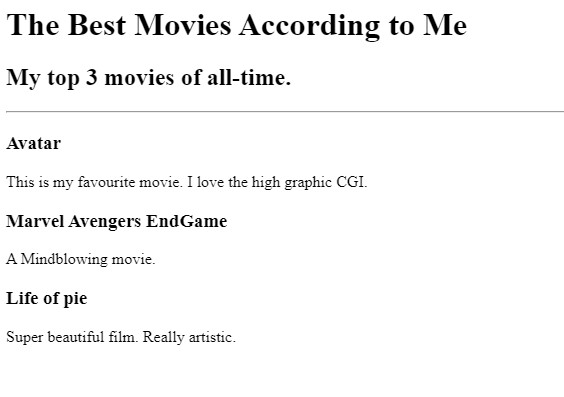 The Best Movies According to Me
My top 3 movies of all-time.
Avatar
This is my favourite movie. I love the high graphic CGI.
Marvel Avengers EndGame
A Mindblowing movie.
Life of pie
Super beautiful film. Really artistic.